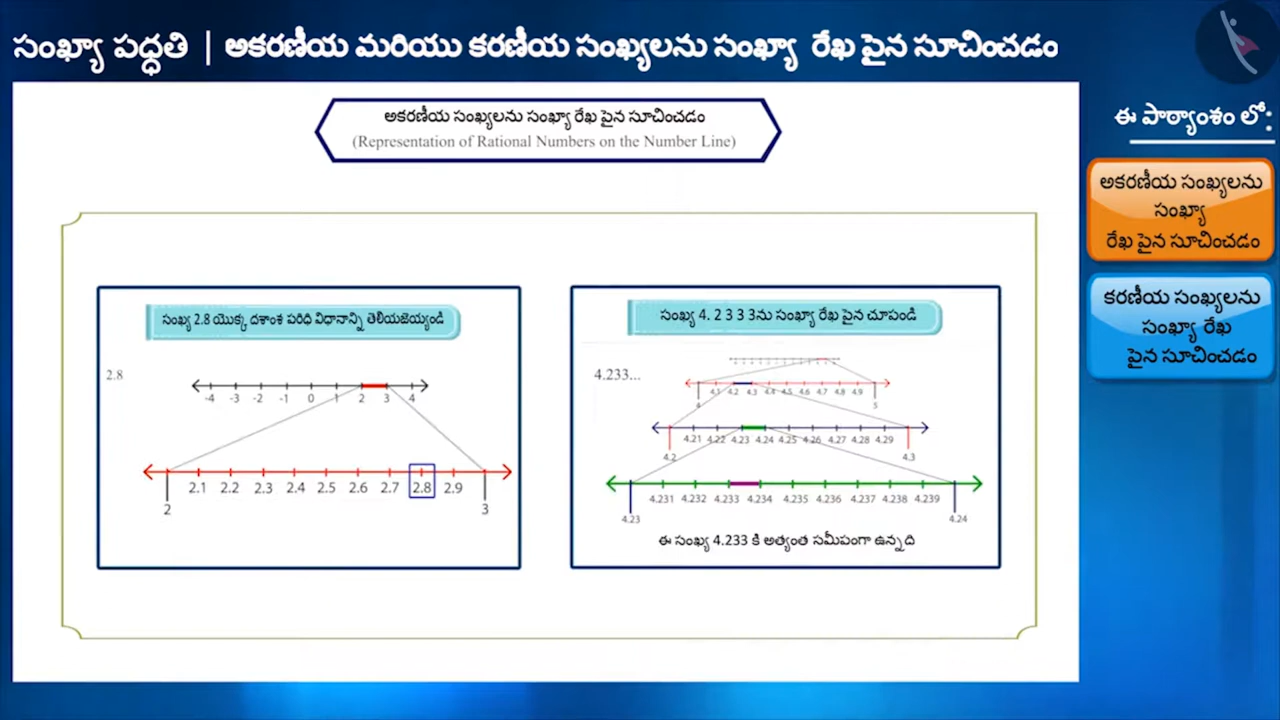 సంఖ్యా పద్ధతి | అకరణీయ మరియు కరణీయ సంఖ్యలను సంఖ్యా రేఖ పైన సూచించడం
అకరణీయ సంఖ్యలను సంఖ్యా రేఖ పైన సూచించడం
(Representation of Rational Numbers on the Number Line)
సంఖ్య 2.8 యొక్క దశాంశ పరిధి విధానాన్ని తెలియజెయ్యండి
2.8
-4 -3 -2 -1 0 1 2 3 4
2.1 2.2 2.3 2.4 2.5 2.6 2.7 2.8 2.9
2 3
సంఖ్య 4. 2 3 3 3ను సంఖ్యా రేఖ పైన చూపండి
4.233...
4.1 4.2 4.3 4.4 4.5 4.6 4.7 4.8 4.9
4 5
4.21 4.22 4.23 4.24 4.25 4.26 4.27 4.28 4.29
4.2 4.3
4.231 4.232 4.233 4.234 4.235 4.236 4.237 4.238 4.239
4.23 4.24
ఈ సంఖ్య 4.233 కి అత్యంత సమీపంగా ఉన్నది
ఈ పాఠ్యాంశం లో:
అకరణీయ సంఖ్యలను
సంఖ్యా
రేఖ పైన సూచించడం
కరణీయ సంఖ్యలను
సంఖ్యా రేఖ
పైన సూచించడం